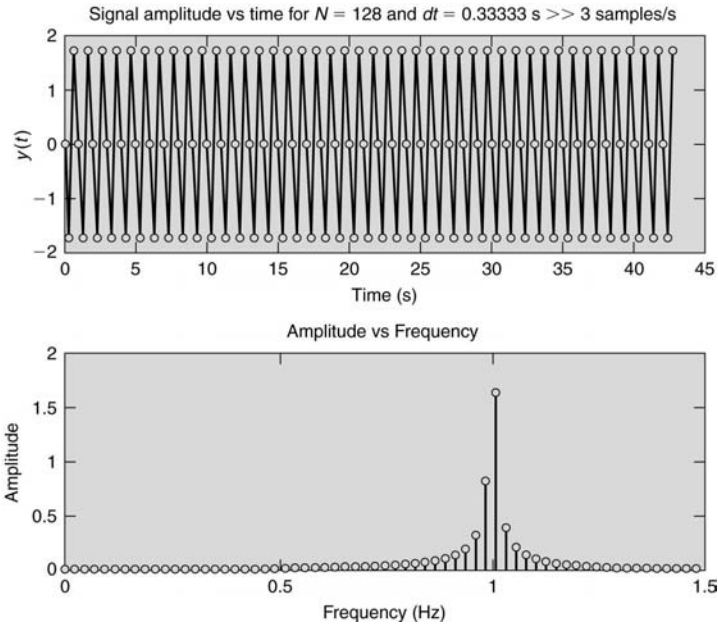 Signal amplitude vs time for N = 128 and dt = 0.33333 s >> 3 samples/s
2
1
0
−1
−2
y(t)
0 5 10 15 20 25 30 35 40 45
Time (s)
Amplitude vs Frequency
2
1.5
1
0.5
0
Amplitude
0 0.5 1 1.5
Frequency (Hz)